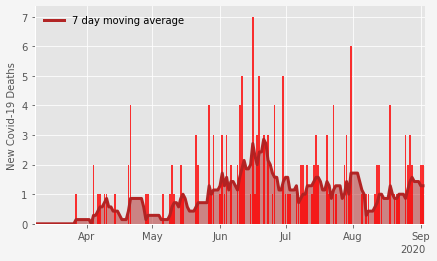 7 day moving average
New Covid-19 Deaths
7
6
5
4
3
2
1
0
Apr
May
Jun
Jul
Aug
Sep
2020